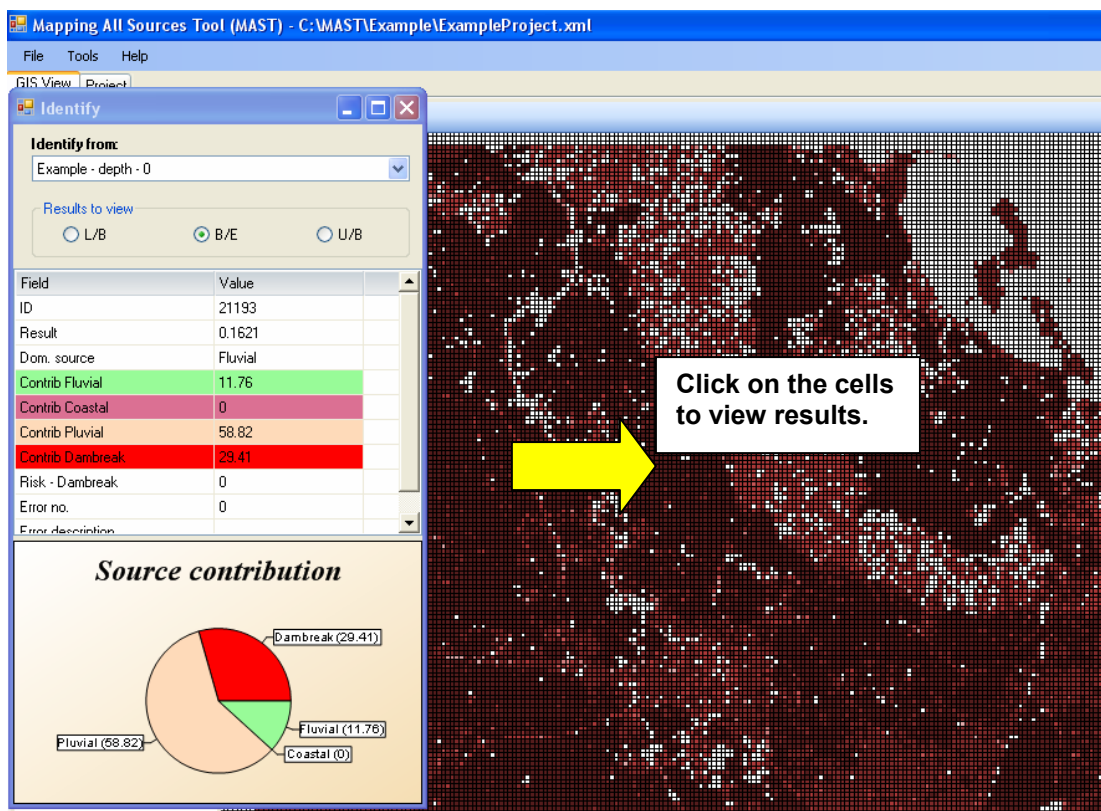 Mapping All Sources Tool (MAST) - C:\MAST\Example\ExampleProject.xml
File Tools Help
GIS View Project
Identify
Identify from:
Example - depth - 0
Results to view
L/B B/E U/B
Field Value
ID 21193
Result 0.1621
Dom. source Fluvial
Contrib Fluvial 11.76
Contrib Coastal 0
Contrib Pluvial 58.82
Contrib Dambreak 29.41
Risk - Dambreak 0
Error no. 0
Error description
Click on the cells
to view results.
Source contribution
Dambreak (29.41)
Fluvial (11.76)
Pluvial (58.82)
Coastal (0)